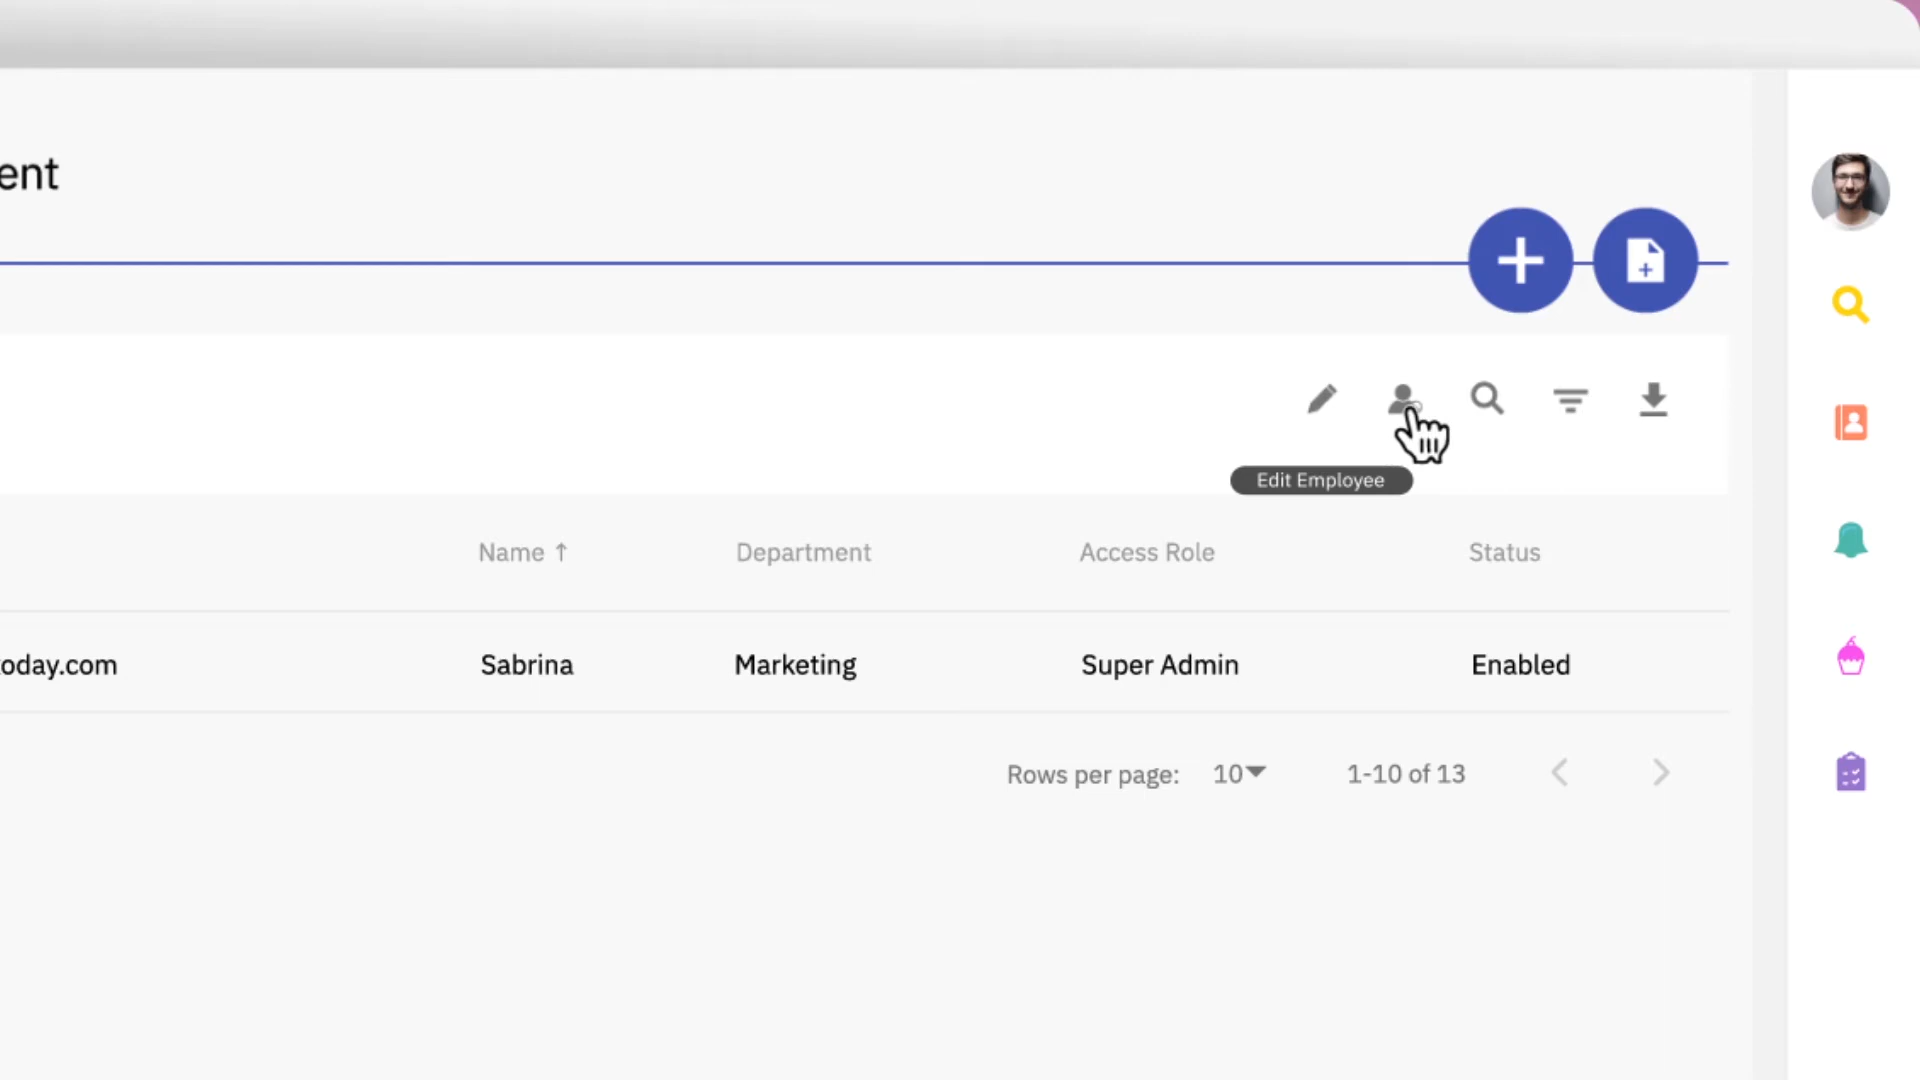 ent
Edit Employee
Name ↑ Department Access Role Status
today.com Sabrina Marketing Super Admin Enabled
Rows per page: 10 1-10 of 13